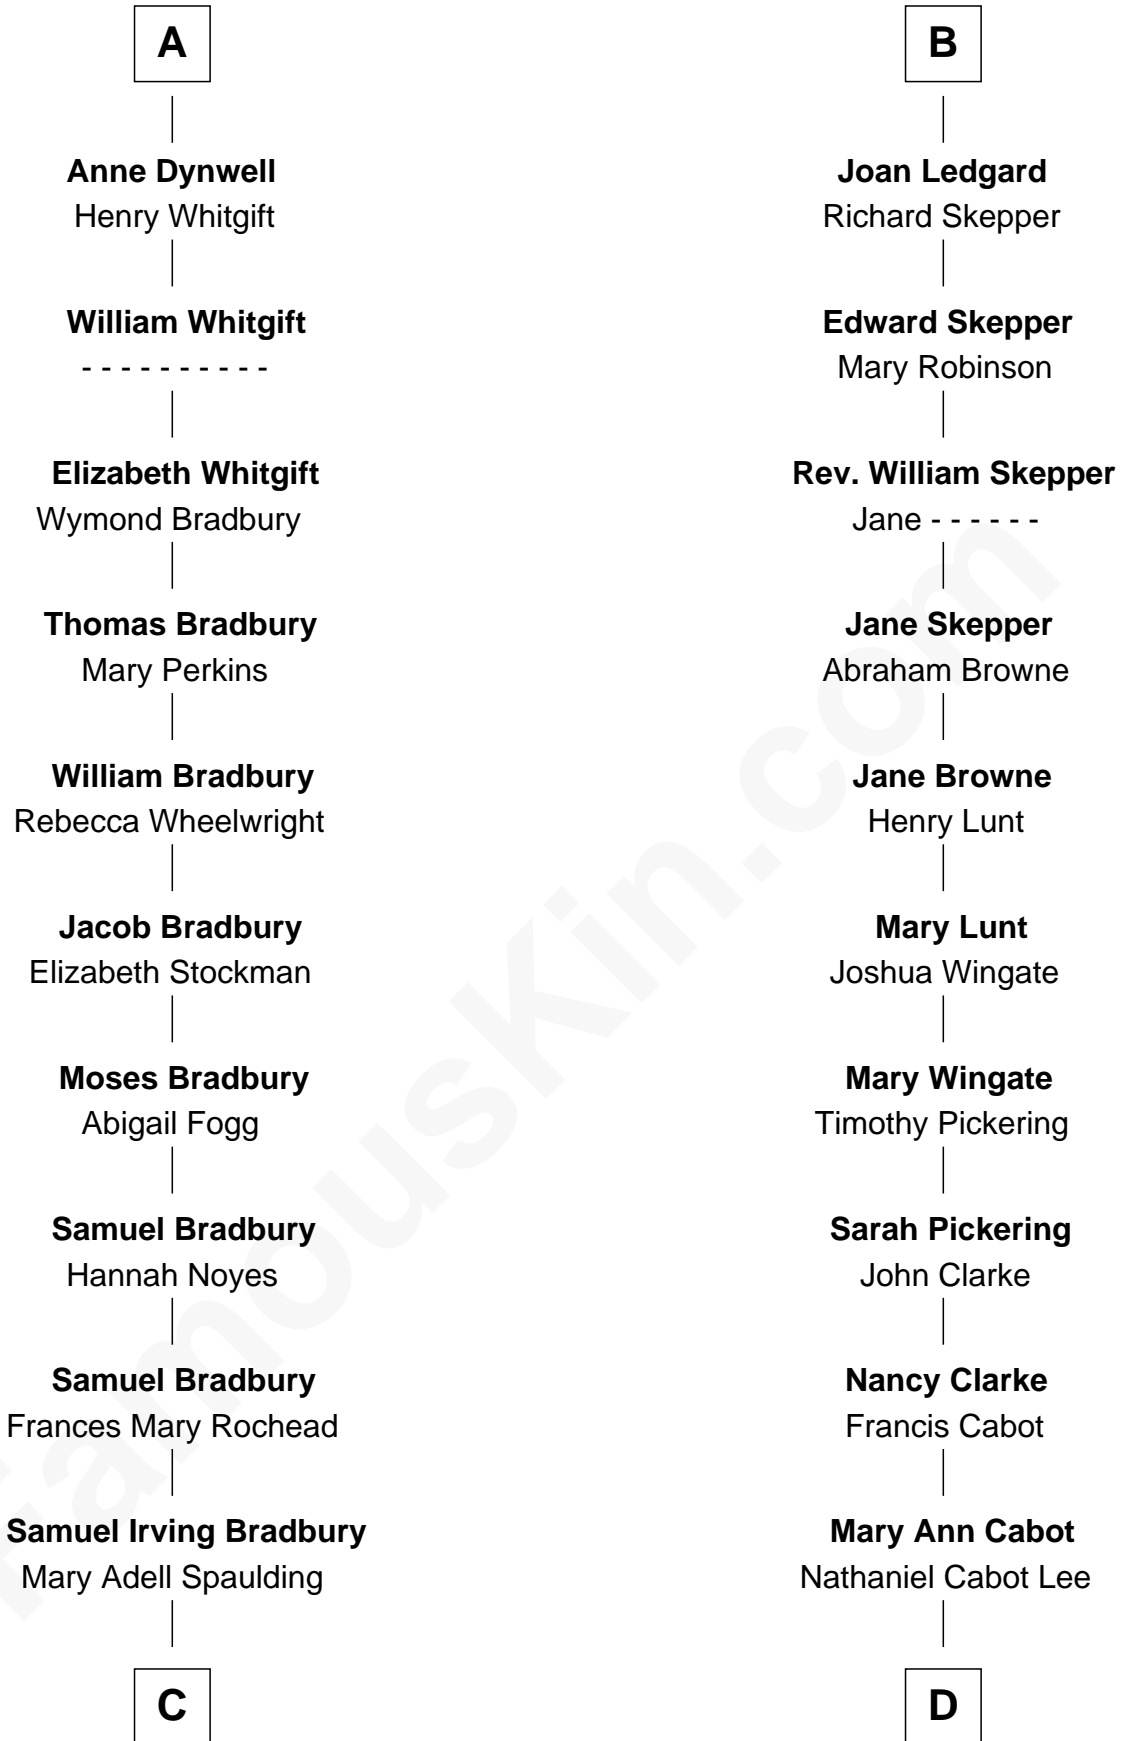 A
Anne Dynwell
Henry Whitgift
William Whitgift
- - - - - - - - - -
Elizabeth Whitgift
Wymond Bradbury
Thomas Bradbury
Mary Perkins
William Bradbury
Rebecca Wheelwright
Jacob Bradbury
Elizabeth Stockman
Moses Bradbury
Abigail Fogg
Samuel Bradbury
Hannah Noyes
Samuel Bradbury
Frances Mary Rochead
Samuel Irving Bradbury
Mary Adell Spaulding
C
B
Joan Ledgard
Richard Skepper
Edward Skepper
Mary Robinson
Rev. William Skepper
Jane - - - - - -
Jane Skepper
Abraham Browne
Jane Browne
Henry Lunt
Mary Lunt
Joshua Wingate
Mary Wingate
Timothy Pickering
Sarah Pickering
John Clarke
Nancy Clarke
Francis Cabot
Mary Ann Cabot
Nathaniel Cabot Lee
D
FamousKin.com